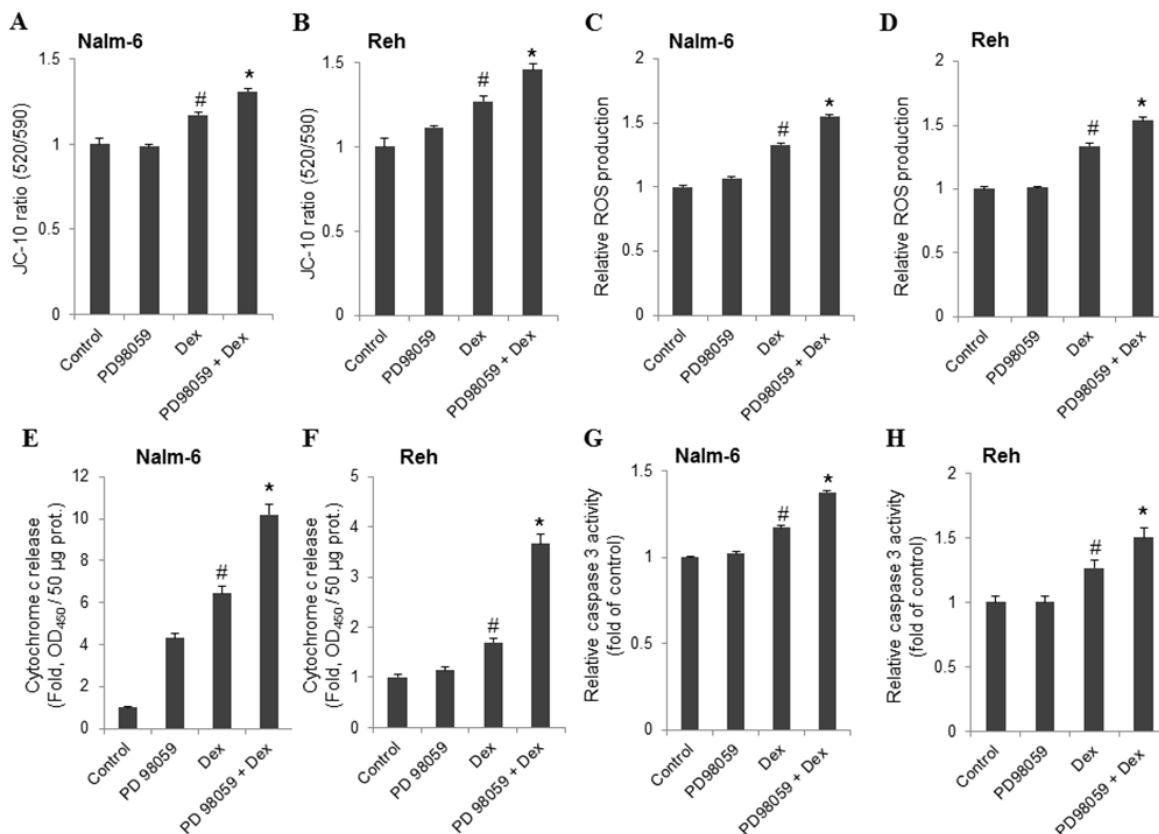 A
Nalm-6
JC-10 ratio (520/590)
1.5
1
0.5
0
#
*
Control
PD98059
Dex
PD98059 + Dex
B
Reh
JC-10 ratio (520/590)
1.5
1
0.5
0
#
*
Control
PD98059
Dex
PD98059 + Dex
C
Nalm-6
Relative ROS production
2
1.5
1
0.5
0
#
*
Control
PD98059
Dex
PD98059 + Dex
D
Reh
Relative ROS production
2
1.5
1
0.5
0
#
*
Control
PD98059
Dex
PD98059 + Dex
E
Nalm-6
Cytochrome c release
(Fold, OD450/ 50 µg prot.)
12
10
8
6
4
2
0
#
*
Control
PD 98059
Dex
PD 98059 + Dex
F
Reh
Cytochrome c release
(Fold, OD450/ 50 µg prot.)
5
4
3
2
1
0
#
*
Control
PD 98059
Dex
PD 98059 + Dex
G
Nalm-6
Relative caspase 3 activity
(fold of control)
1.5
1
0.5
0
#
*
Control
PD98059
Dex
PD98059 + Dex
H
Reh
Relative caspase 3 activity
(fold of control)
2
1.5
1
0.5
0
#
*
Control
PD98059
Dex
PD98059 + Dex